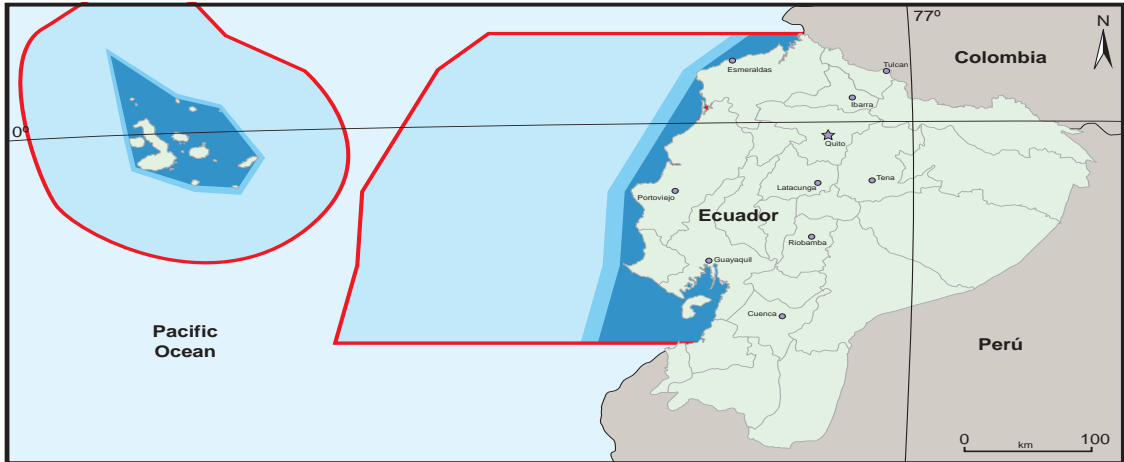 77º
N
Colombia
Tulcan
Esmeraldas
Ibarra
0º
Quito
Tena
Latacunga
Portoviejo
Ecuador
Riobamba
Guayaquil
Cuenca
Pacific
Ocean
Perú
0
100
km